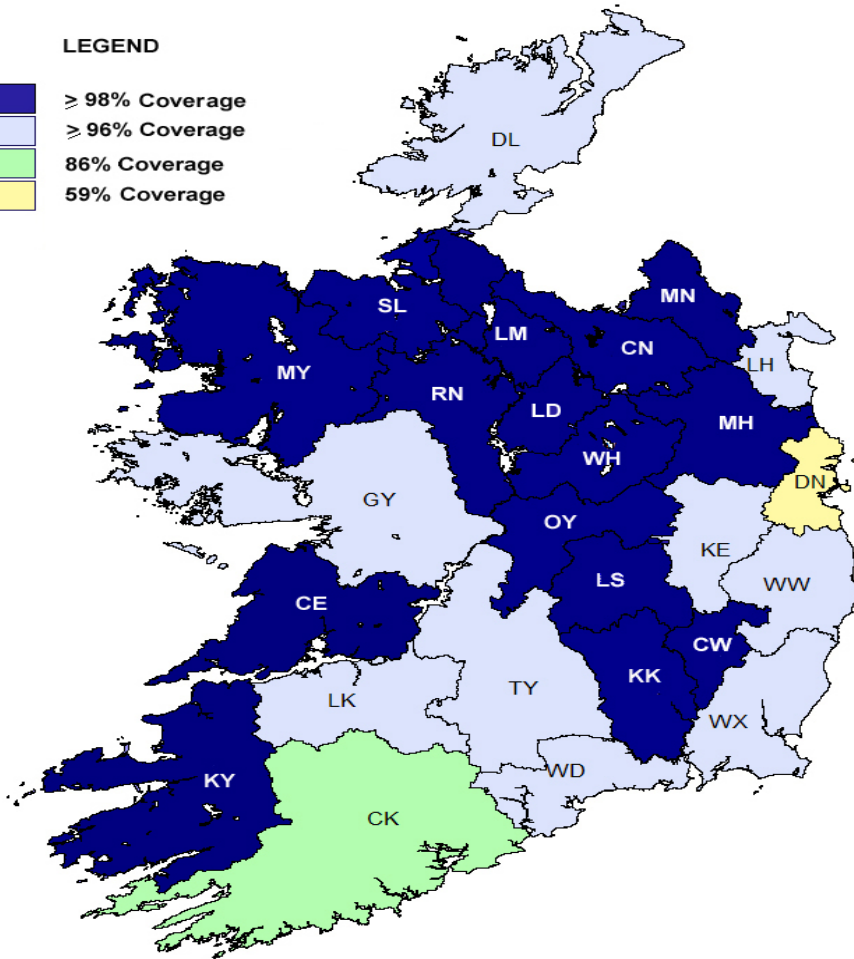 LEGEND
≥ 98% Coverage
≥ 96% Coverage
86% Coverage
59% Coverage
DL
MN
SL
LM
CN
LH
MY
RN
LD
MH
WH
DN
GY
OY
KE
LS
WW
CE
CW
KK
TY
LK
WX
WD
KY
CK